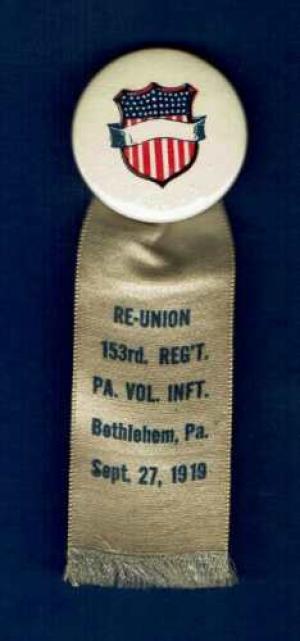 RE-UNION
153rd. REG'T.
PA. VOL. INFT.
Bethlehem, Pa.
Sept. 27, 1919